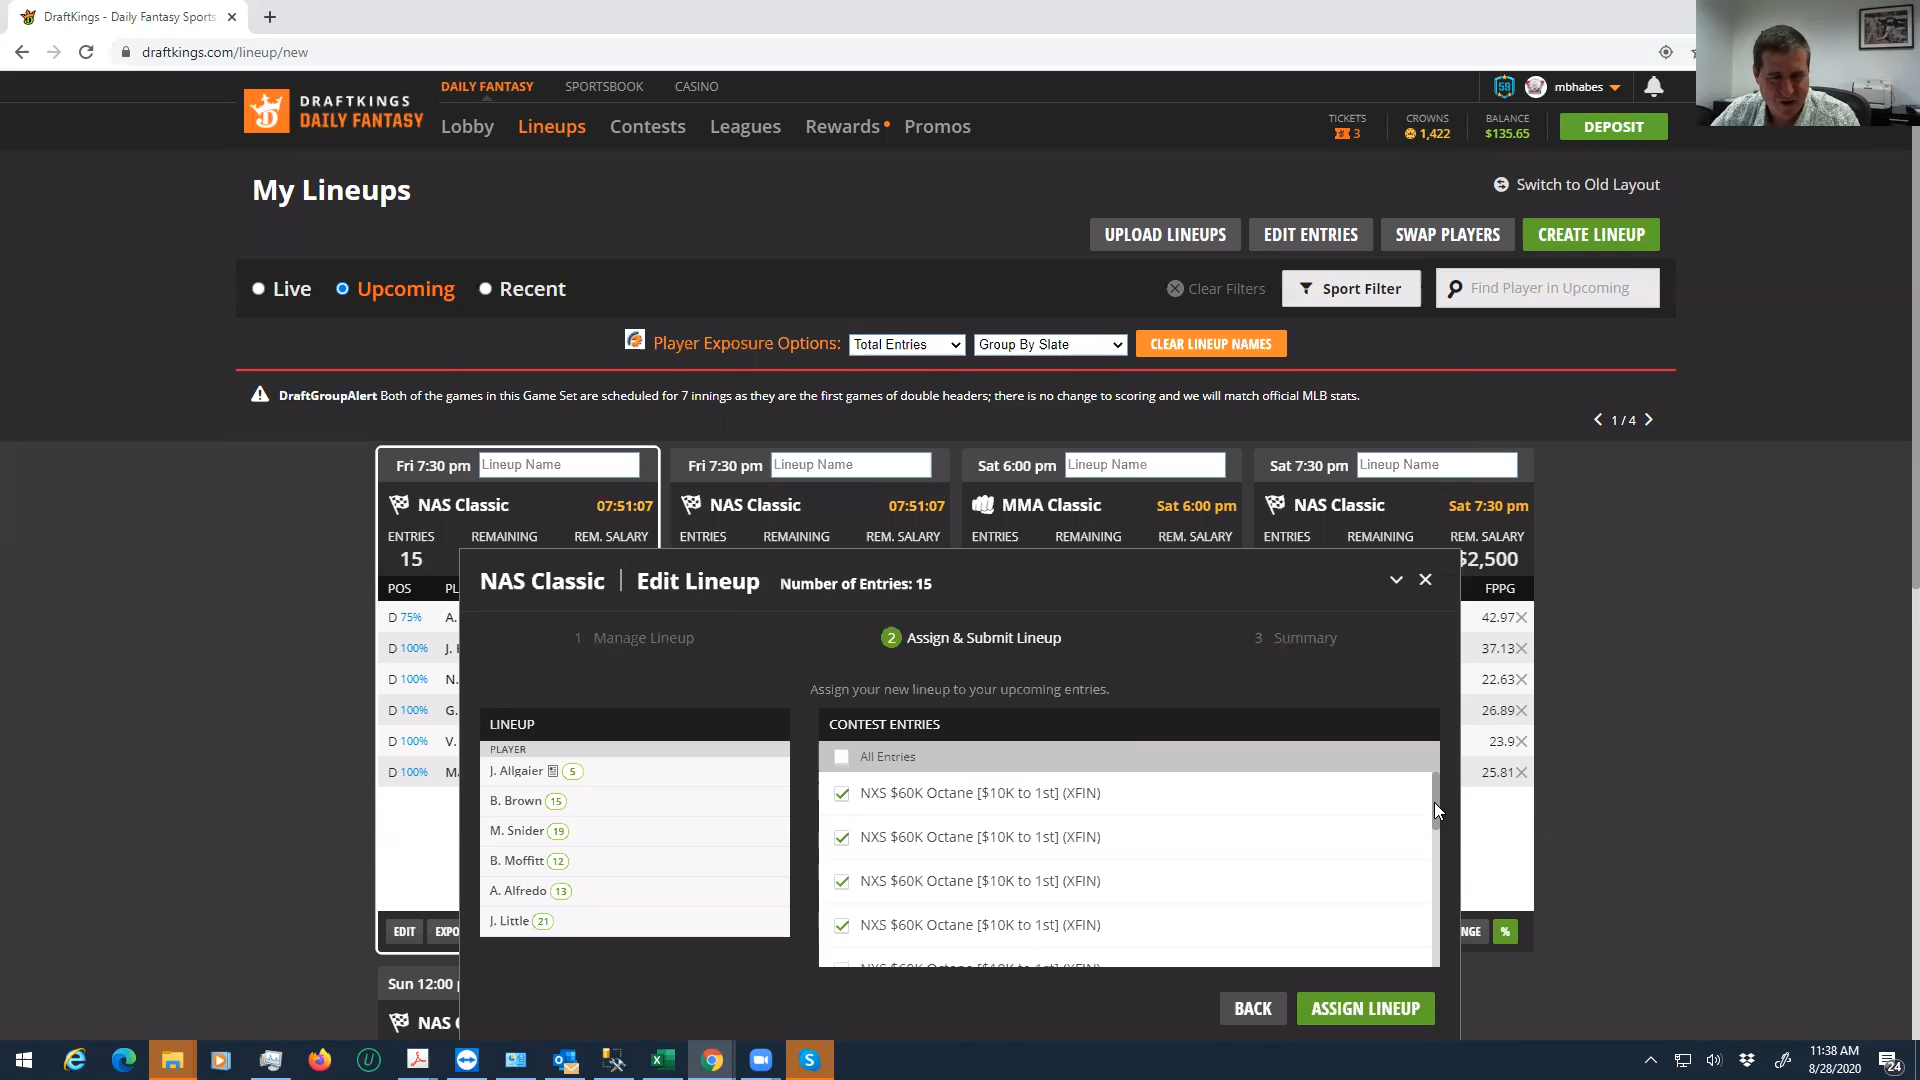 DraftKings - Daily Fantasy Sports
draftkings.com/lineup/new
DAILY FANTASY SPORTSBOOK CASINO
59 mbhabes
DRAFTKINGS
DAILY FANTASY
Lobby Lineups Contests Leagues Rewards Promos
TICKETS CROWNS BALANCE
3 1,422 $135.65
DEPOSIT
My Lineups
Switch to Old Layout
UPLOAD LINEUPS EDIT ENTRIES SWAP PLAYERS CREATE LINEUP
Live Upcoming Recent Clear Filters Sport Filter Find Player in Upcoming
Player Exposure Options: Total Entries Group By Slate CLEAR LINEUP NAMES
DraftGroupAlert Both of the games in this Game Set are scheduled for 7 innings as they are the first games of double headers; there is no change to scoring and we will match official MLB stats.
1 / 4
Fri 7:30 pm Lineup Name Fri 7:30 pm Lineup Name Sat 6:00 pm Lineup Name Sat 7:30 pm Lineup Name
NAS Classic 07:51:07 NAS Classic 07:51:07 MMA Classic Sat 6:00 pm NAS Classic Sat 7:30 pm
ENTRIES REMAINING REM. SALARY ENTRIES REMAINING REM. SALARY ENTRIES REMAINING REM. SALARY ENTRIES REMAINING REM. SALARY
15 $2,500
POS PL FPPG
D 75% A. 42.97
D 100% J. 37.13
D 100% N. 22.63
D 100% G. 26.89
D 100% V. 23.9
D 100% M 25.81
EDIT EXPO NGE %
Sun 12:00 p
NAS C
NAS Classic | Edit Lineup Number of Entries: 15
1 Manage Lineup 2 Assign & Submit Lineup 3 Summary
Assign your new lineup to your upcoming entries.
LINEUP
PLAYER
J. Allgaier 5
B. Brown 15
M. Snider 19
B. Moffitt 12
A. Alfredo 13
J. Little 21
CONTEST ENTRIES
All Entries
NXS $60K Octane [$10K to 1st] (XFIN)
NXS $60K Octane [$10K to 1st] (XFIN)
NXS $60K Octane [$10K to 1st] (XFIN)
NXS $60K Octane [$10K to 1st] (XFIN)
NXS $60K Octane [$10K to 1st] (XFIN)
BACK ASSIGN LINEUP
11:38 AM
8/28/2020
24